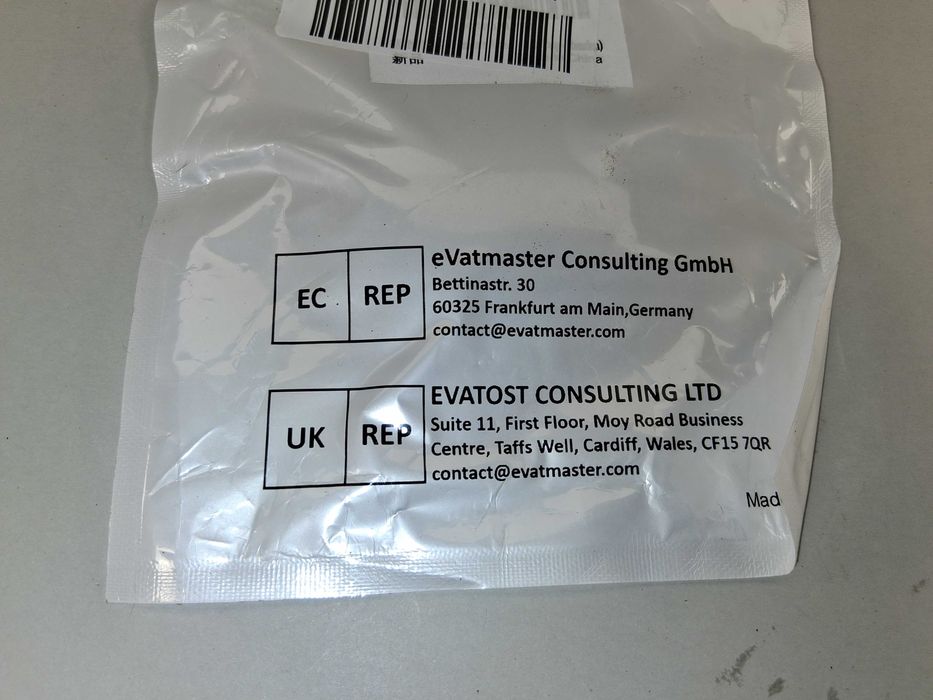 新品
eVatmaster Consulting GmbH
EC REP
Bettinastr. 30
60325 Frankfurt am Main,Germany
contact@evatmaster.com
EVATOST CONSULTING LTD
UK REP
Suite 11, First Floor, Moy Road Business
Centre, Taffs Well, Cardiff, Wales, CF15 7QR
contact@evatmaster.com
Mad